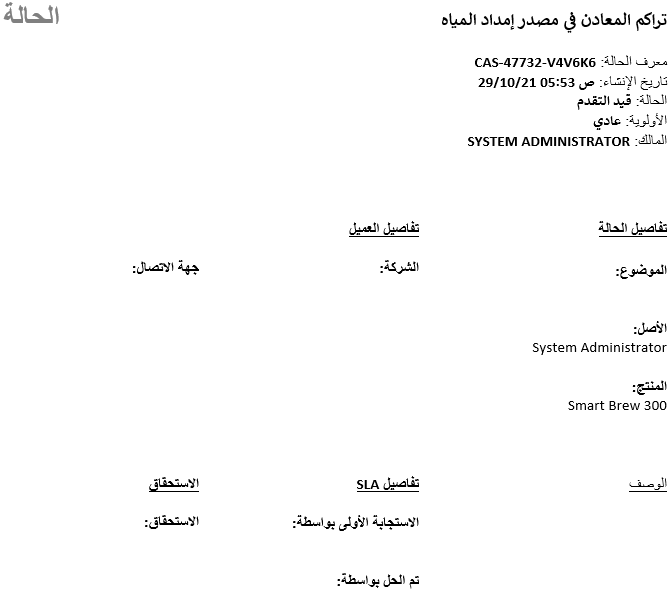 الحالة
تراكم المعادن في مصدر إمداد المياه
معرف الحالة: CAS-47732-V4V6K6
تاريخ الإنشاء: 29/10/21 05:53 ص
الحالة: قيد التقدم
الأولوية: عادي
المالك: SYSTEM ADMINISTRATOR
تفاصيل الحالة
تفاصيل العميل
الموضوع:
الشركة:
جهة الاتصال:
الأصل:
System Administrator
المنتج:
Smart Brew 300
الوصف
تفاصيل SLA
الاستحقاق
الاستجابة الأولى بواسطة:
الاستحقاق:
تم الحل بواسطة: